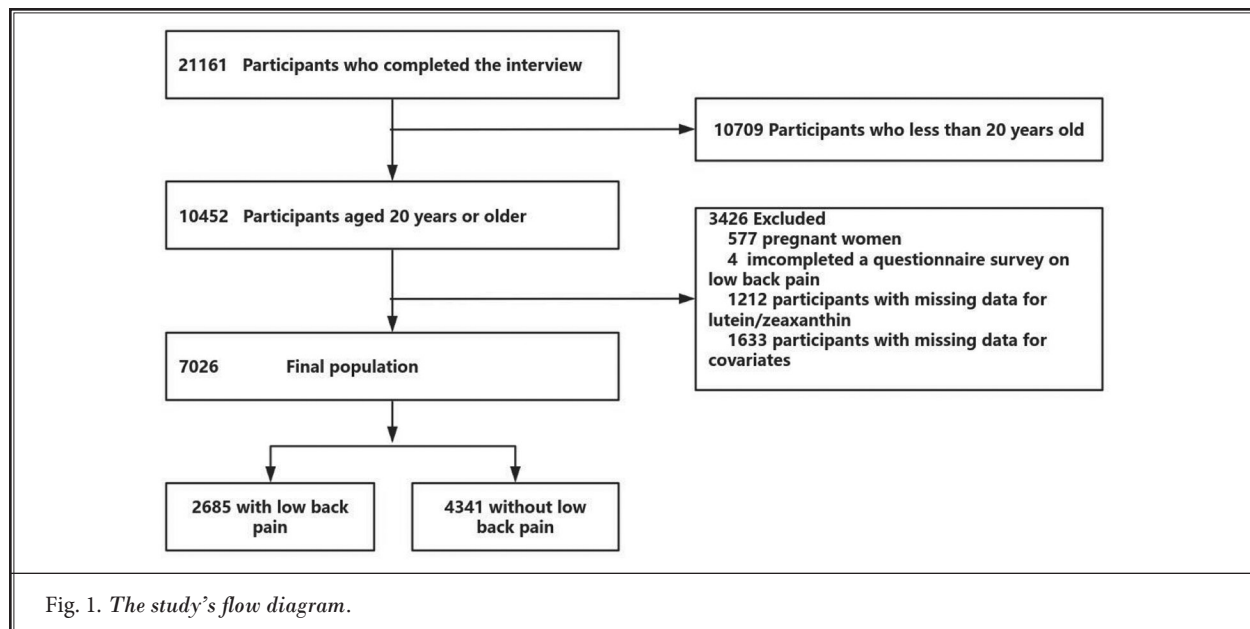 21161 Participants who completed the interview
10709 Participants who less than 20 years old
10452 Participants aged 20 years or older
3426 Excluded
577 pregnant women
4 imcompleted a questionnaire survey on
low back pain
1212 participants with missing data for
lutein/zeaxanthin
1633 participants with missing data for
covariates
7026 Final population
2685 with low back
pain
4341 without low
back pain
Fig. 1. The study's flow diagram.